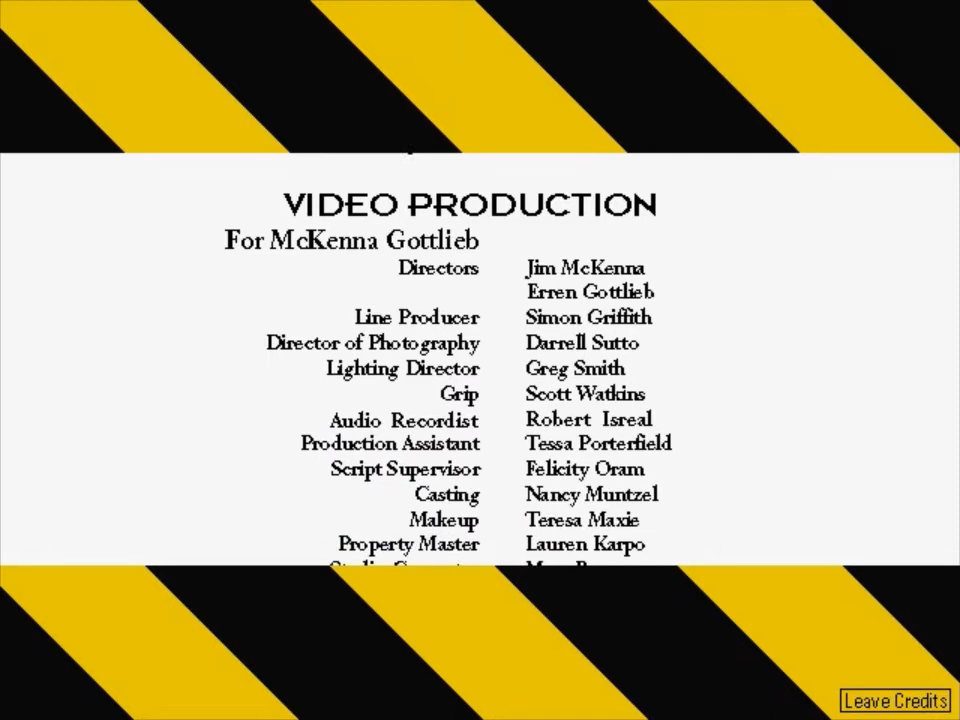 VIDEO PRODUCTION
For McKenna Gottlieb
Directors Jim McKenna
Erren Gottlieb
Line Producer Simon Griffith
Director of Photography Darrell Sutto
Lighting Director Greg Smith
Grip Scott Watkins
Audio Recordist Robert Isreal
Production Assistant Tessa Porterfield
Script Supervisor Felicity Oram
Casting Nancy Muntzel
Makeup Teresa Maxie
Property Master Lauren Karpo
Leave Credits